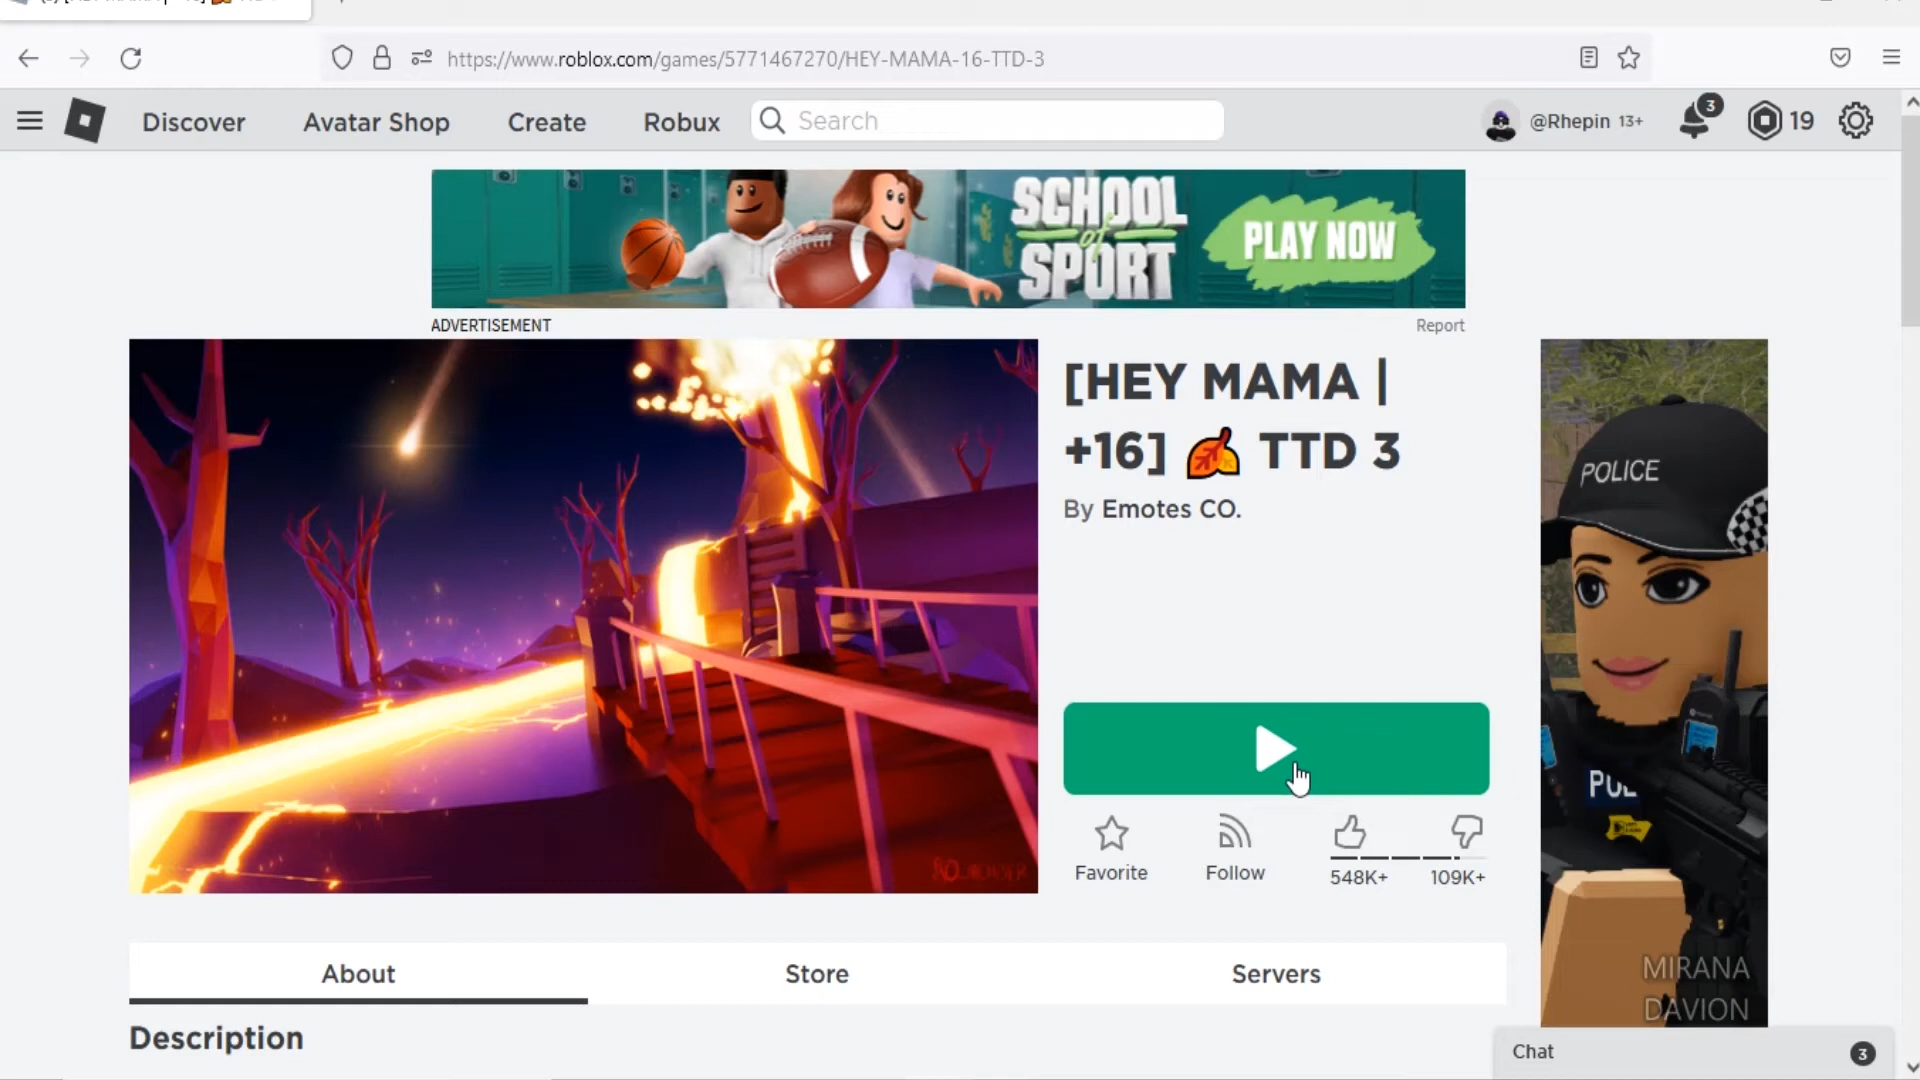 https://www.roblox.com/games/5771467270/HEY-MAMA-16-TTD-3
Discover
Avatar Shop
Create
Robux
Search
@Rhepin 13+
3
19
SCHOOL
of
SPORT
PLAY NOW
ADVERTISEMENT
Report
[HEY MAMA |
+16] 🍂 TTD 3
By Emotes CO.
Favorite
Follow
548K+
109K+
POLICE
MIRANA
DAVION
About
Store
Servers
Description
Chat
3